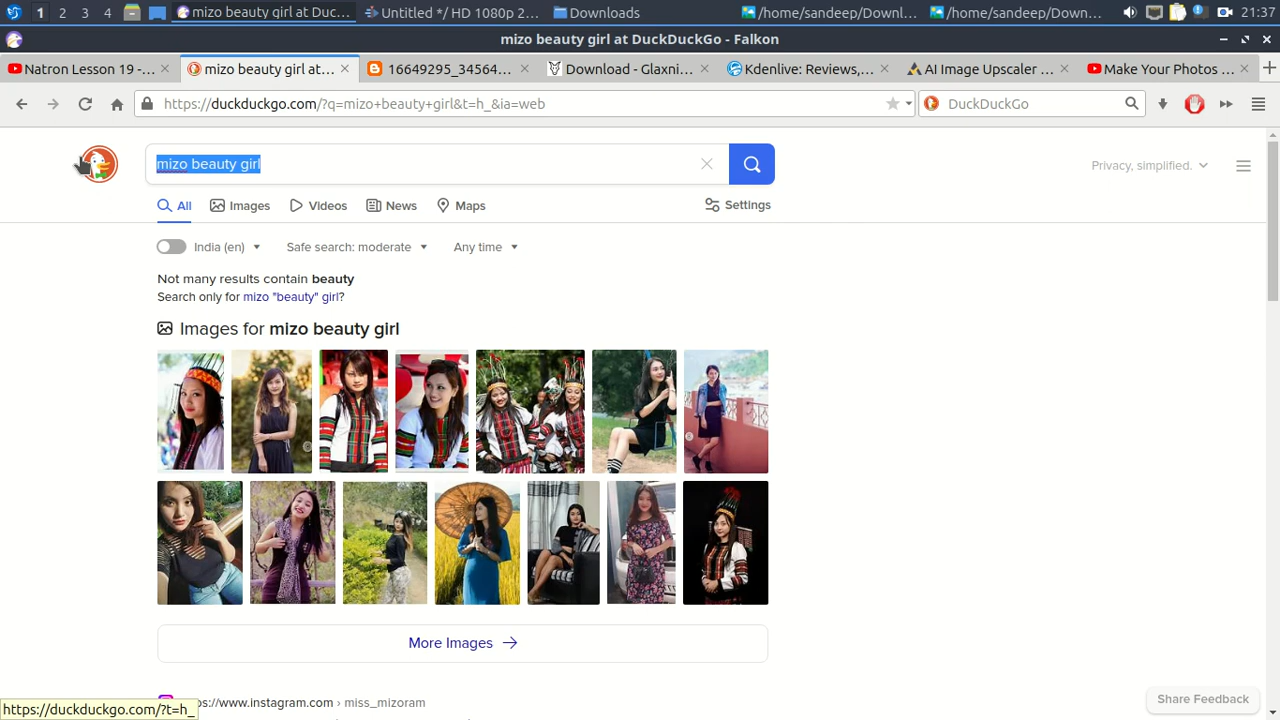 1 2 3 4 mizo beauty girl at Duc... Untitled */ HD 1080p 2... Downloads /home/sandeep/Downl... /home/sandeep/Down... 21:37
mizo beauty girl at DuckDuckGo - Falkon
Natron Lesson 19 - mizo beauty girl at... 16649295_34564... Download - Glaxni... Kdenlive: Reviews,... AI Image Upscaler ... Make Your Photos ...
https://duckduckgo.com/?q=mizo+beauty+girl&t=h_&ia=web DuckDuckGo
mizo beauty girl Privacy, simplified.
All Images Videos News Maps Settings
India (en) Safe search: moderate Any time
Not many results contain beauty
Search only for mizo "beauty" girl?
Images for mizo beauty girl
More Images
https://www.instagram.com › miss_mizoram
Share Feedback
https://duckduckgo.com/?t=h_